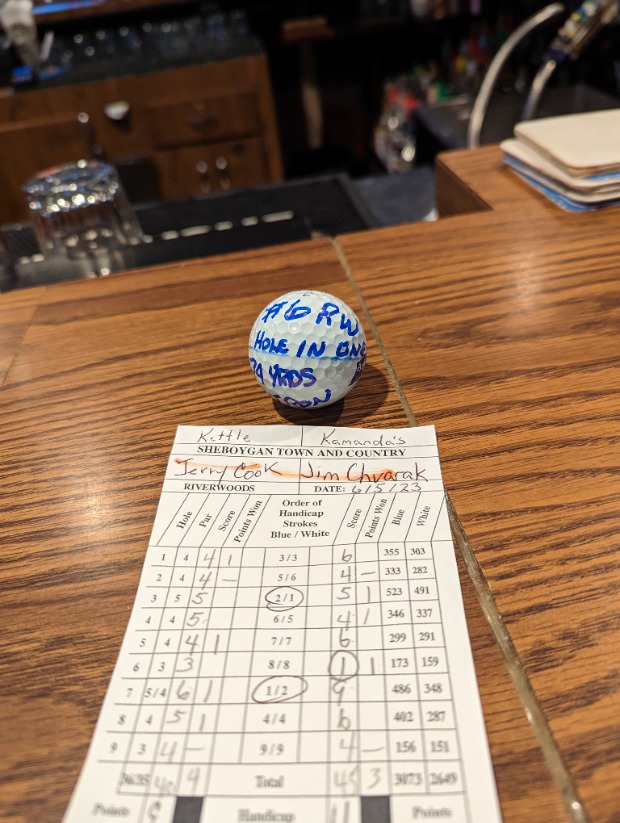 #6 RW
HOLE IN ON
YRDS
Kettle Kamanda's
SHEBOYGAN TOWN AND COUNTRY
Jerry Cook Jim Chvarak
RIVERWOODS DATE: 6/5/23
Hole Par Score Points Won Order of Handicap Strokes Blue / White Score Points Won Blue White
1 4 4 1 3/3 6 355 303
2 4 4 – 5/6 4 – 333 282
3 5 5 2/1 5 1 523 491
4 4 5 6/5 4 1 346 337
5 4 4 1 7/7 6 299 291
6 3 3 8/8 1 1 173 159
7 5/4 6 1 1/2 9 486 348
8 4 5 1 4/4 6 402 287
9 3 4 – 9/9 4 – 156 151
36/35 40 4 Total 45 3 3073 2649
Points Handicap 11 Points